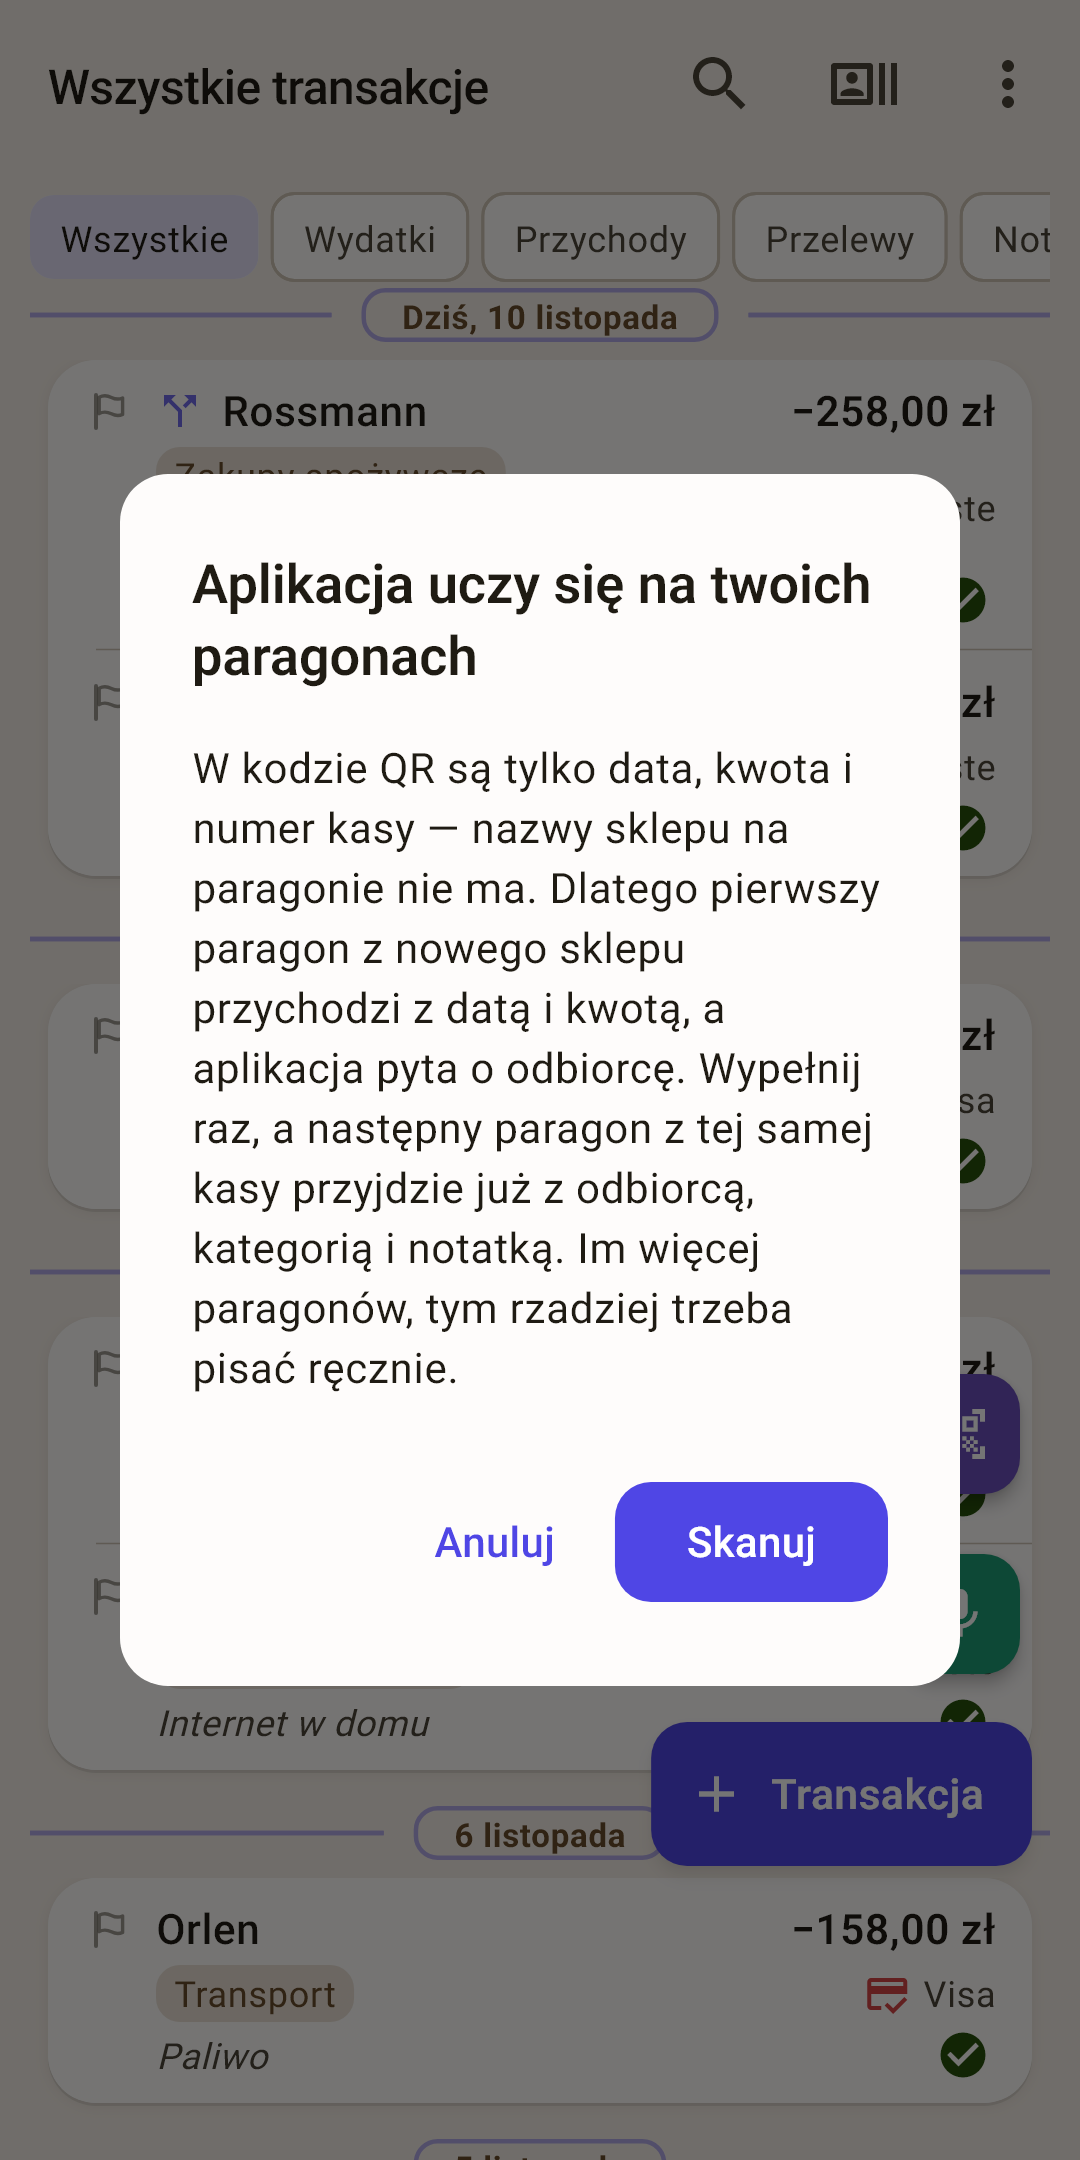 Wszystkie transakcje
Wszystkie
Wydatki
Przychody
Przelewy
Dziś, 10 listopada
Rossmann
−258,00 zł
Aplikacja uczy się na twoich
paragonach
W kodzie QR są tylko data, kwota i
numer kasy — nazwy sklepu na
paragonie nie ma. Dlatego pierwszy
paragon z nowego sklepu
przychodzi z datą i kwotą, a
aplikacja pyta o odbiorcę. Wypełnij
raz, a następny paragon z tej samej
kasy przyjdzie już z odbiorcą,
kategorią i notatką. Im więcej
paragonów, tym rzadziej trzeba
pisać ręcznie.
Anuluj
Skanuj
zł
zł
Internet w domu
Transakcja
6 listopada
Orlen
−158,00 zł
Transport
Visa
Paliwo